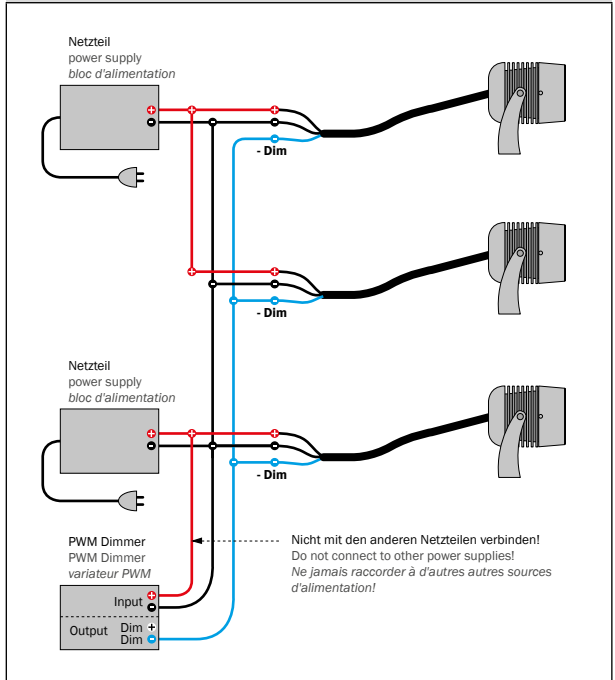 Netzteil
power supply
bloc d'alimentation
- Dim
- Dim
Netzteil
power supply
bloc d'alimentation
- Dim
PWM Dimmer
PWM Dimmer
variateur PWM
Nicht mit den anderen Netzteilen verbinden!
Do not connect to other power supplies!
Ne jamais raccorder à d'autres autres sources
d'alimentation!
Input
Output Dim
Dim